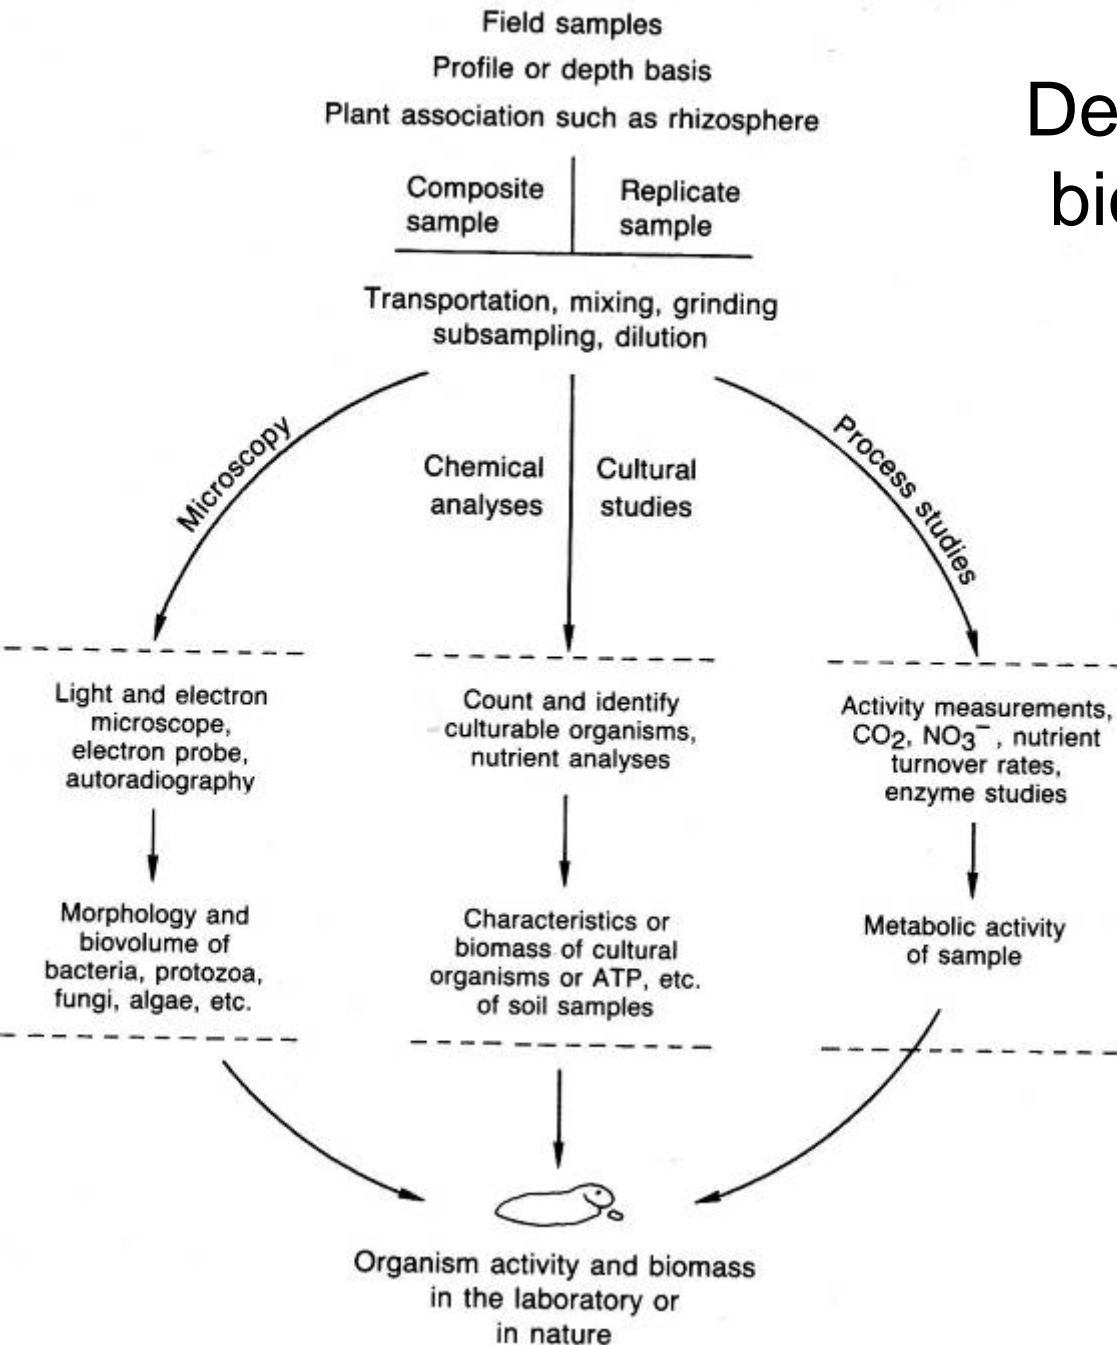 Field samples
Profile or depth basis
Plant association such as rhizosphere
Composite
sample
Replicate
sample
Transportation, mixing, grinding
subsampling, dilution
Microscopy
Chemical
analyses
Cultural
studies
Process studies
Light and electron
microscope,
electron probe,
autoradiography
Morphology and
biovolume of
bacteria, protozoa,
fungi, algae, etc.
Count and identify
culturable organisms,
nutrient analyses
Characteristics or
biomass of cultural
organisms or ATP, etc.
of soil samples
Activity measurements,
CO₂, NO₃⁻, nutrient
turnover rates,
enzyme studies
Metabolic activity
of sample
Organism activity and biomass
in the laboratory or
in nature